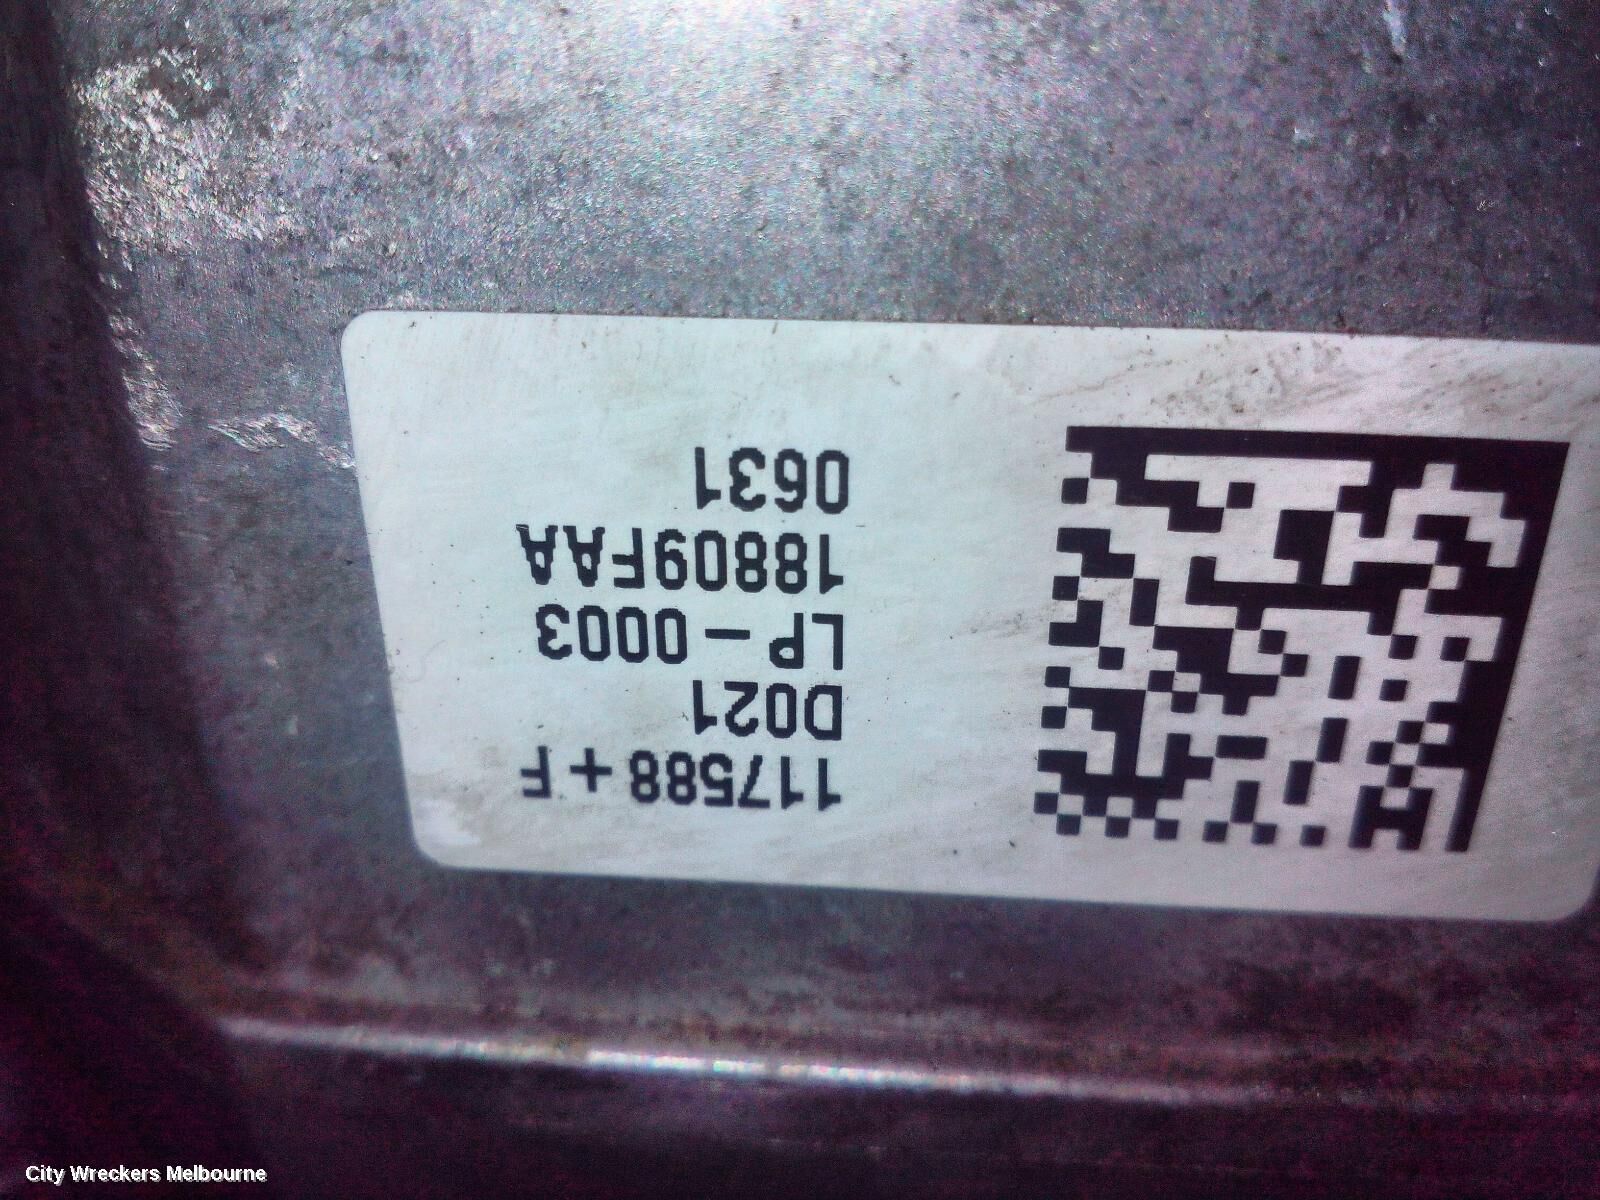 117588+F
D021
LP-0003
18809FAA
0631
City Wreckers Melbourne